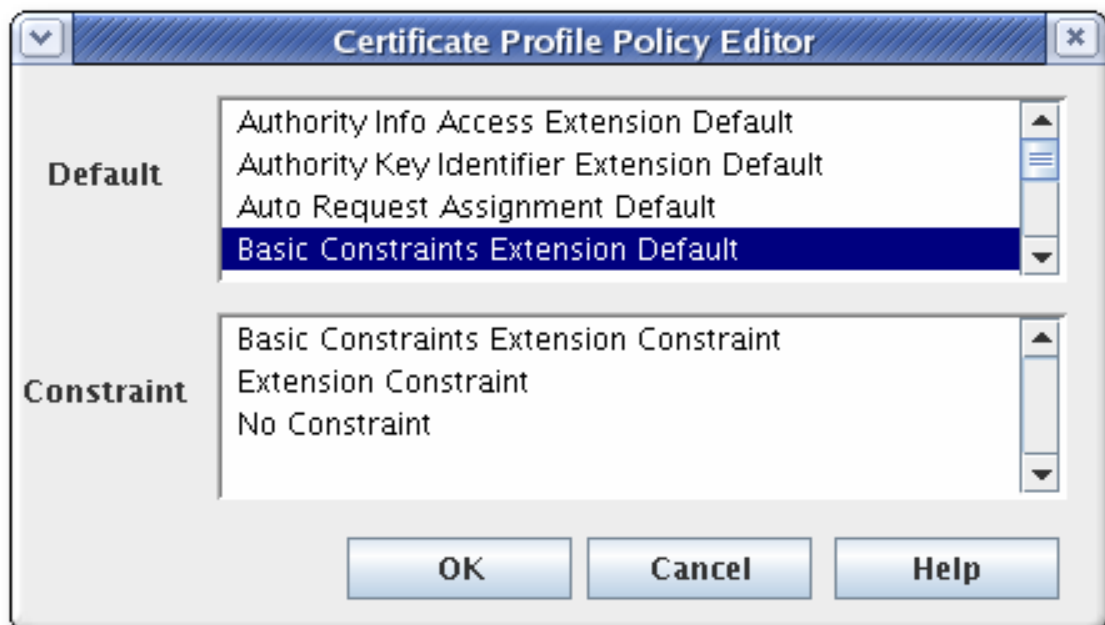 Certificate Profile Policy Editor
Default
Authority Info Access Extension Default
Authority Key Identifier Extension Default
Auto Request Assignment Default
Basic Constraints Extension Default
Constraint
Basic Constraints Extension Constraint
Extension Constraint
No Constraint
OK Cancel Help